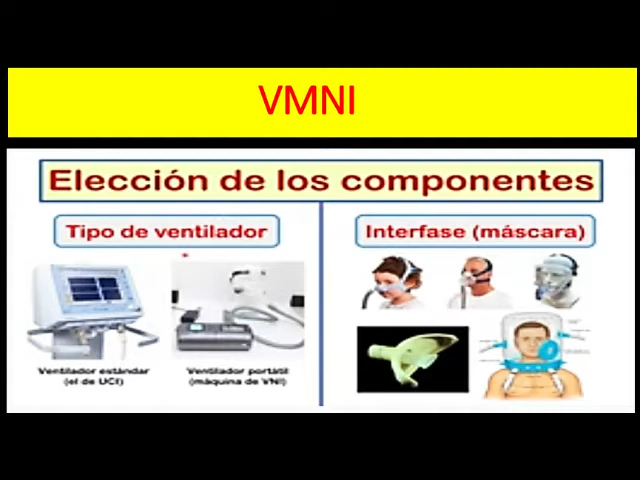 VMNI
Elección de los componentes
Tipo de ventilador
Interfase (máscara)
Ventilador estándar
(el de UCI)
Ventilador portátil
(máquina de VNI)